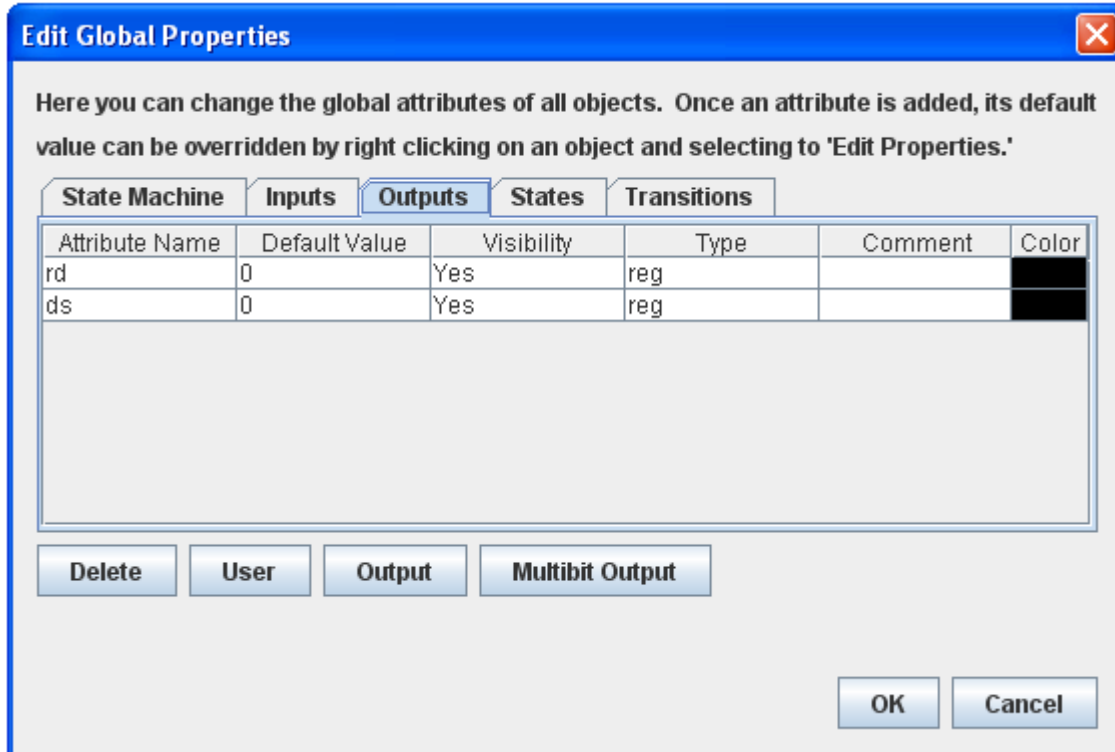 Edit Global Properties
Here you can change the global attributes of all objects.  Once an attribute is added, its default
value can be overridden by right clicking on an object and selecting to 'Edit Properties.'
State Machine Inputs Outputs States Transitions
Attribute Name Default Value Visibility Type Comment Color
rd 0 Yes reg
ds 0 Yes reg
Delete User Output Multibit Output
OK Cancel